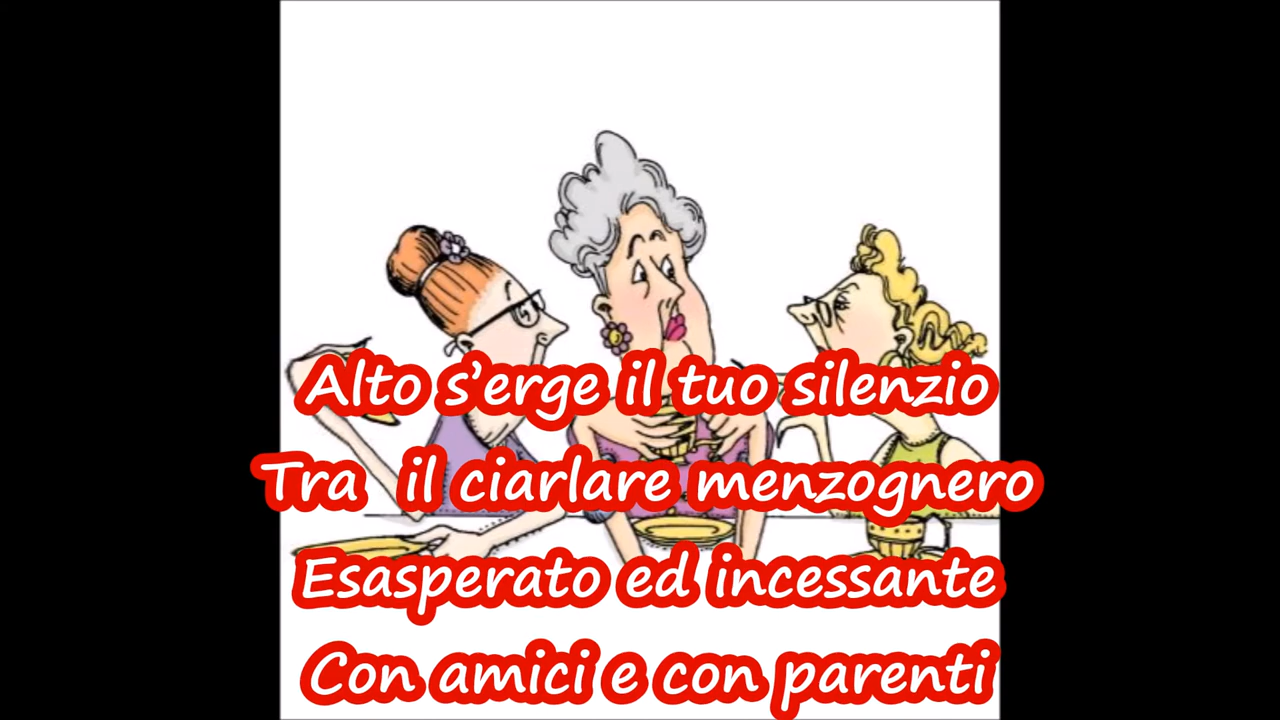 Alto s’erge il tuo silenzio
Tra il ciarlare menzognero
Esasperato ed incessante
Con amici e con parenti